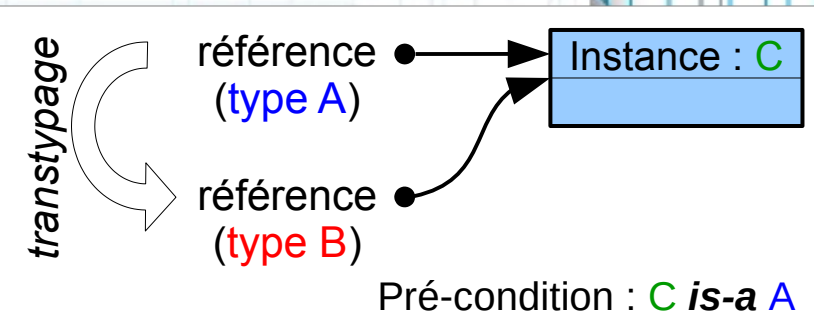 transtypage
référence
(type A)
Instance : C
référence
(type B)
Pré-condition : C is-a A